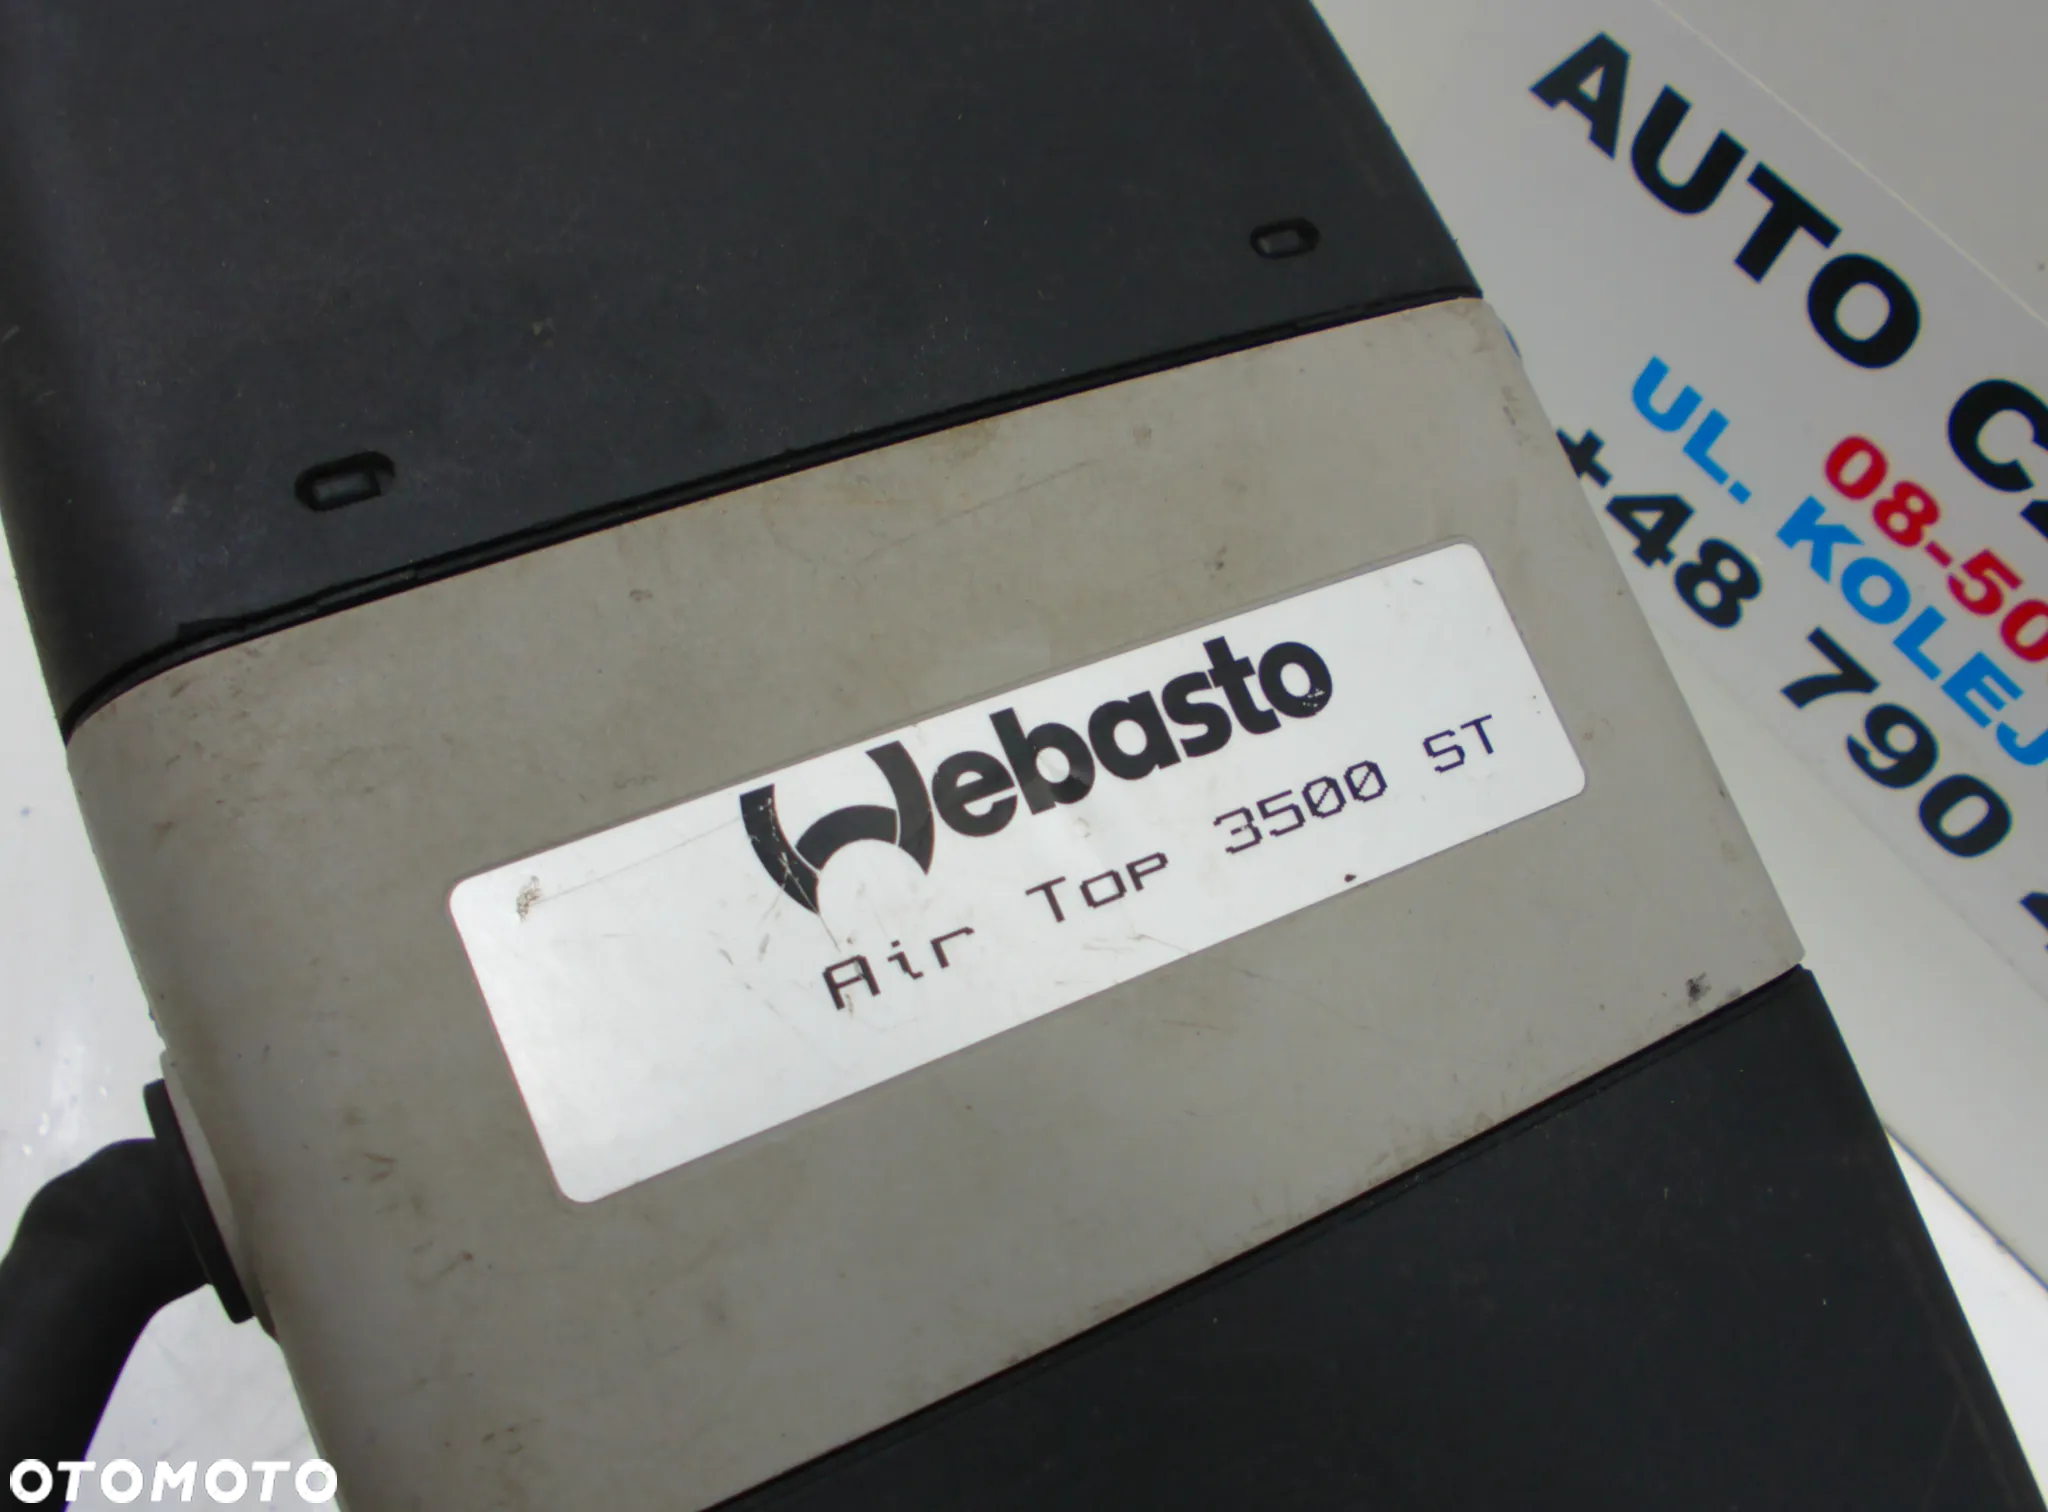 Webasto
Air Top 3500 ST
AUTO
UL. KOLEJ
08-50
+48 790
OTOMOTO